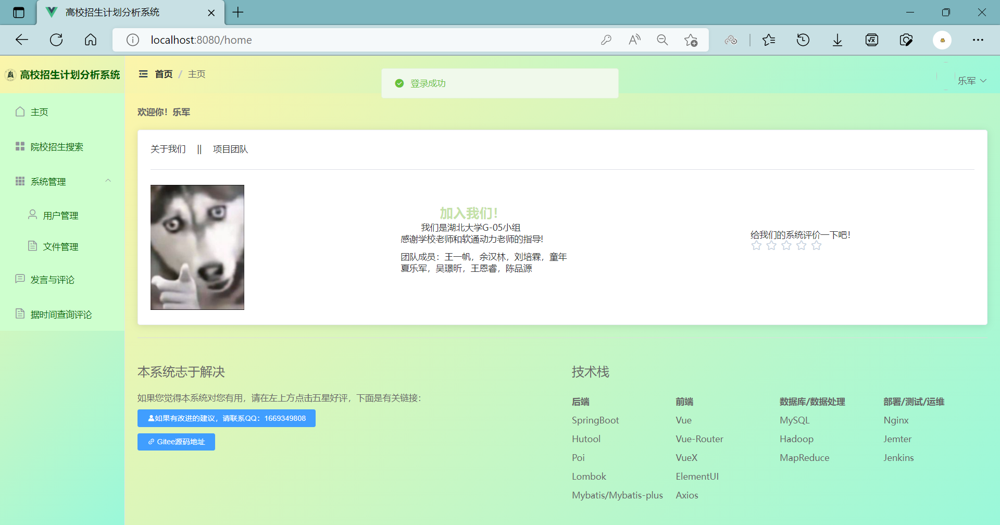 高校招生计划分析系统
localhost:8080/home
高校招生计划分析系统
首页 / 主页
登录成功
乐军
主页
院校招生搜索
系统管理
用户管理
文件管理
发言与评论
据时间查询评论
欢迎你！乐军
关于我们 || 项目团队
加入我们！
我们是湖北大学G-05小组
感谢学校老师和软通动力老师的指导!
团队成员：王一帆，余汉林，刘培霖，童年
夏乐军，吴璟昕，王恩睿，陈品源
给我们的系统评价一下吧！
本系统志于解决
如果您觉得本系统对您有用，请在左上方点击五星好评，下面是有关链接：
如果有改进的建议，请联系QQ：1669349808
Gitee源码地址
技术栈
后端 前端 数据库/数据处理 部署/测试/运维
SpringBoot Vue MySQL Nginx
Hutool Vue-Router Hadoop Jemter
Poi VueX MapReduce Jenkins
Lombok ElementUI
Mybatis/Mybatis-plus Axios